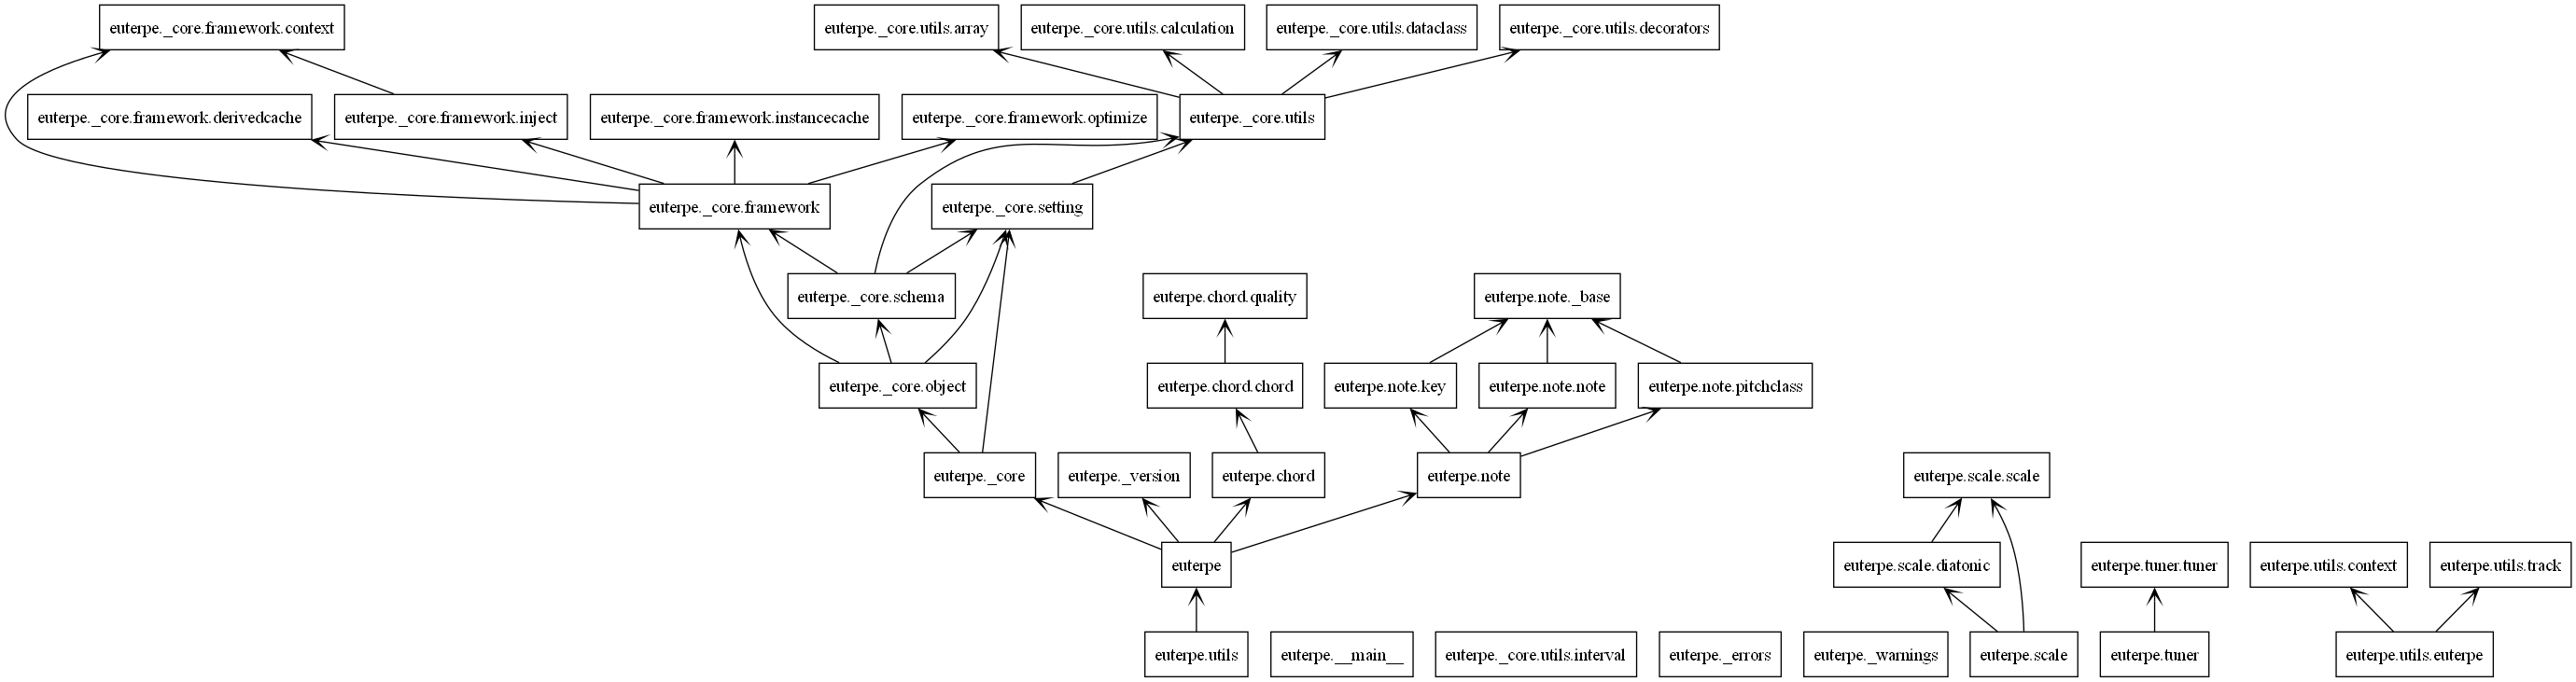 euterpe._core.framework.context
euterpe._core.utils.array
euterpe._core.utils.calculation
euterpe._core.utils.dataclass
euterpe._core.utils.decorators
euterpe._core.framework.derivedcache
euterpe._core.framework.inject
euterpe._core.framework.instancecache
euterpe._core.framework.optimize
euterpe._core.utils
euterpe._core.framework
euterpe._core.setting
euterpe._core.schema
euterpe.chord.quality
euterpe.note._base
euterpe._core.object
euterpe.chord.chord
euterpe.note.key
euterpe.note.note
euterpe.note.pitchclass
euterpe._core
euterpe._version
euterpe.chord
euterpe.note
euterpe.scale.scale
euterpe
euterpe.scale.diatonic
euterpe.tuner.tuner
euterpe.utils.context
euterpe.utils.track
euterpe.utils
euterpe.__main__
euterpe._core.utils.interval
euterpe._errors
euterpe._warnings
euterpe.scale
euterpe.tuner
euterpe.utils.euterpe